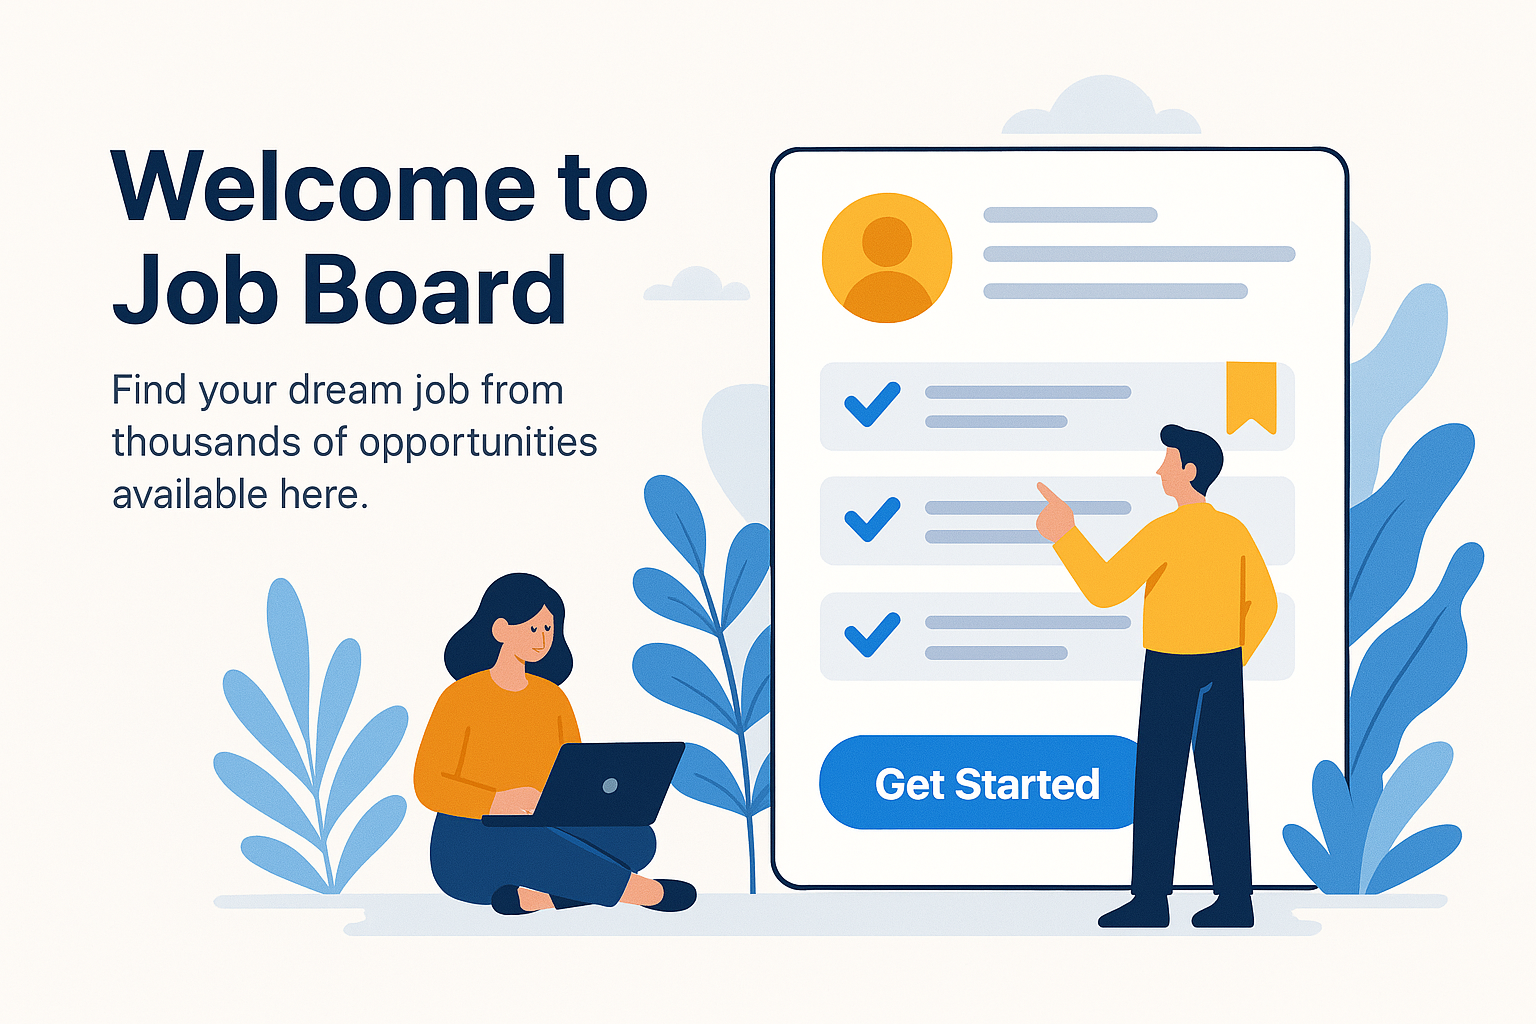 Welcome to
Job Board
Find your dream job from
thousands of opportunities
available here.
Get Started